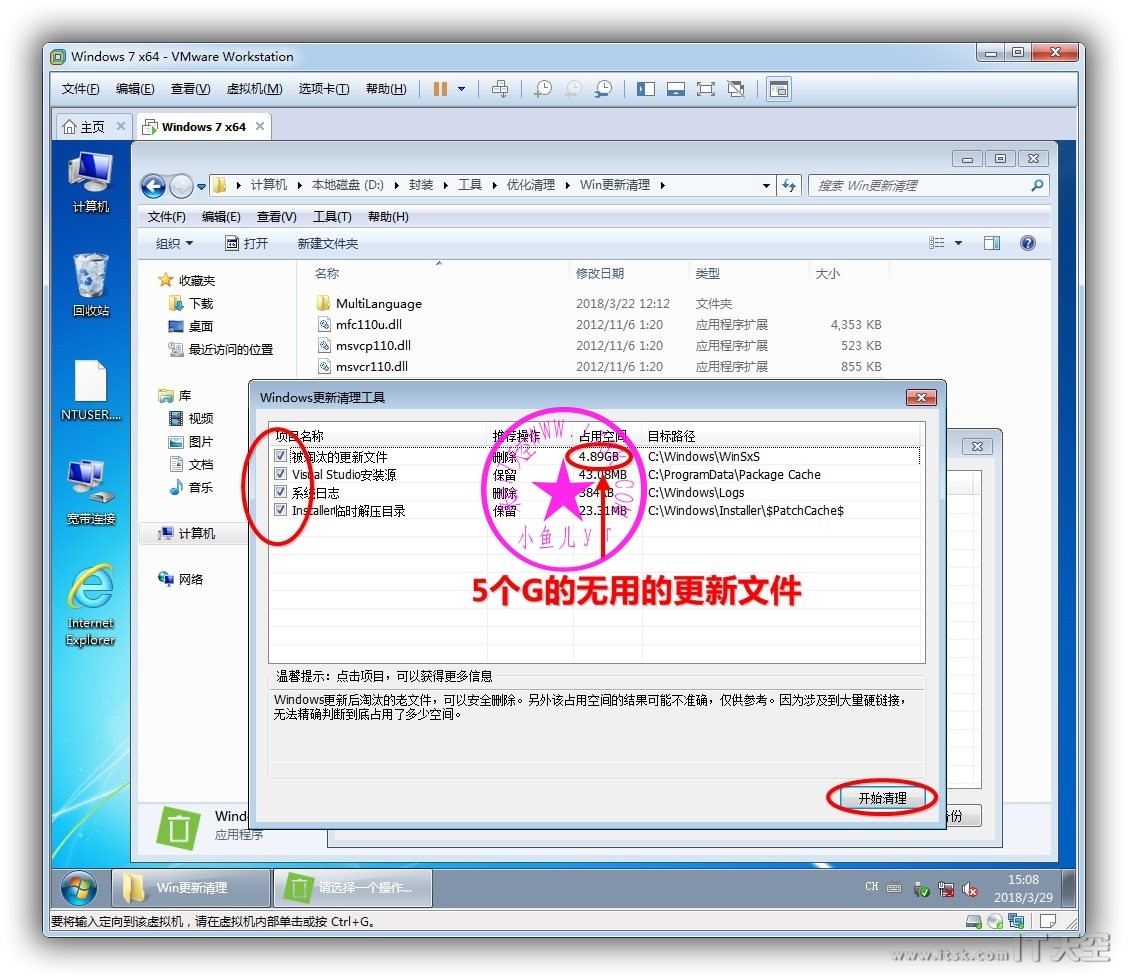 Windows 7 x64 - VMware Workstation
文件(F) 编辑(E) 查看(V) 虚拟机(M) 选项卡(T) 帮助(H)
主页 Windows 7 x64
计算机 本地磁盘 (D:) 封装 工具 优化清理 Win更新清理 搜索 Win更新清理
文件(F) 编辑(E) 查看(V) 工具(T) 帮助(H)
组织 打开 新建文件夹
计算机
回收站
NTUSER....
宽带连接
Internet
Explorer
收藏夹
下载
桌面
最近访问的位置
库
视频
图片
文档
音乐
计算机
网络
名称 修改日期 类型 大小
MultiLanguage 2018/3/22 12:12 文件夹
mfc110u.dll 2012/11/6 1:20 应用程序扩展 4,353 KB
msvcp110.dll 2012/11/6 1:20 应用程序扩展 523 KB
msvcr110.dll 2012/11/6 1:20 应用程序扩展 855 KB
Windows更新清理工具
项目名称 推荐操作 占用空间 目标路径
被淘汰的更新文件 删除 4.89GB C:\Windows\WinSxS
Visual Studio安装源 保留 43.08MB C:\ProgramData\Package Cache
系统日志 删除 384KB C:\Windows\Logs
Installer临时解压目录 保留 23.31MB C:\Windows\Installer\$PatchCache$
小鱼儿yr
5个G的无用的更新文件
温馨提示：点击项目，可以获得更多信息
Windows更新后淘汰的老文件，可以安全删除。另外该占用空间的结果可能不准确，仅供参考。因为涉及到大量硬链接，
无法精确判断到底占用了多少空间。
开始清理
份
Wind
应用程序
Win更新清理 请选择一个操作...
CH
15:08
2018/3/29
要将输入定向到该虚拟机，请在虚拟机内部单击或按 Ctrl+G。
www.itsk.com IT天空